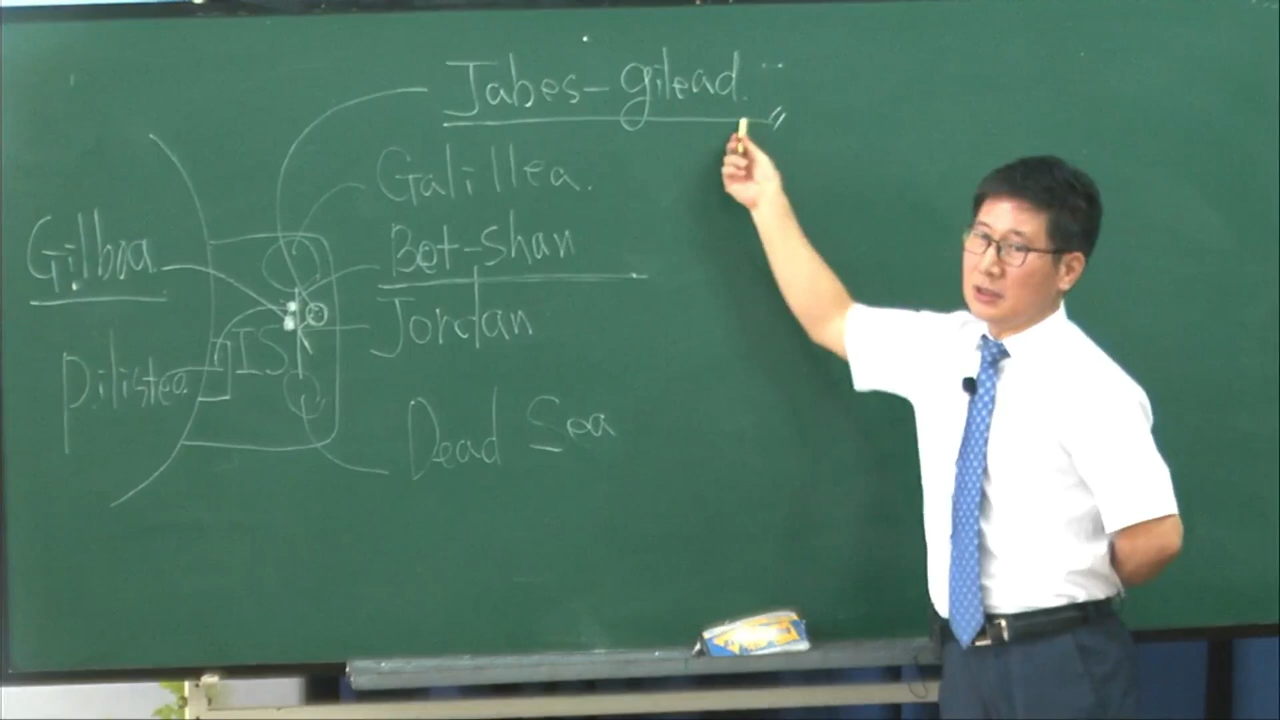 Jabes-gilead.
Galillea.
Gilboa
Bet-Shan
Jordan
IS
Pilistea
Dead Sea